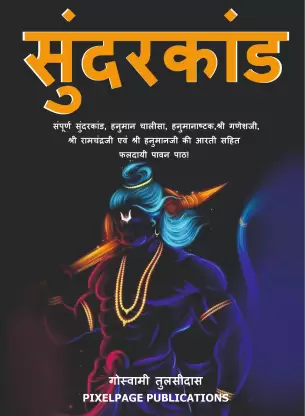 सुंदरकांड
संपूर्ण सुंदरकांड, हनुमान चालीसा, हनुमानाष्टक,श्री गणेशजी,
श्री रामचंद्रजी एवं श्री हनुमानजी की आरती सहित
फलदायी पावन पाठ!
गोस्वामी तुलसीदास
PIXELPAGE PUBLICATIONS